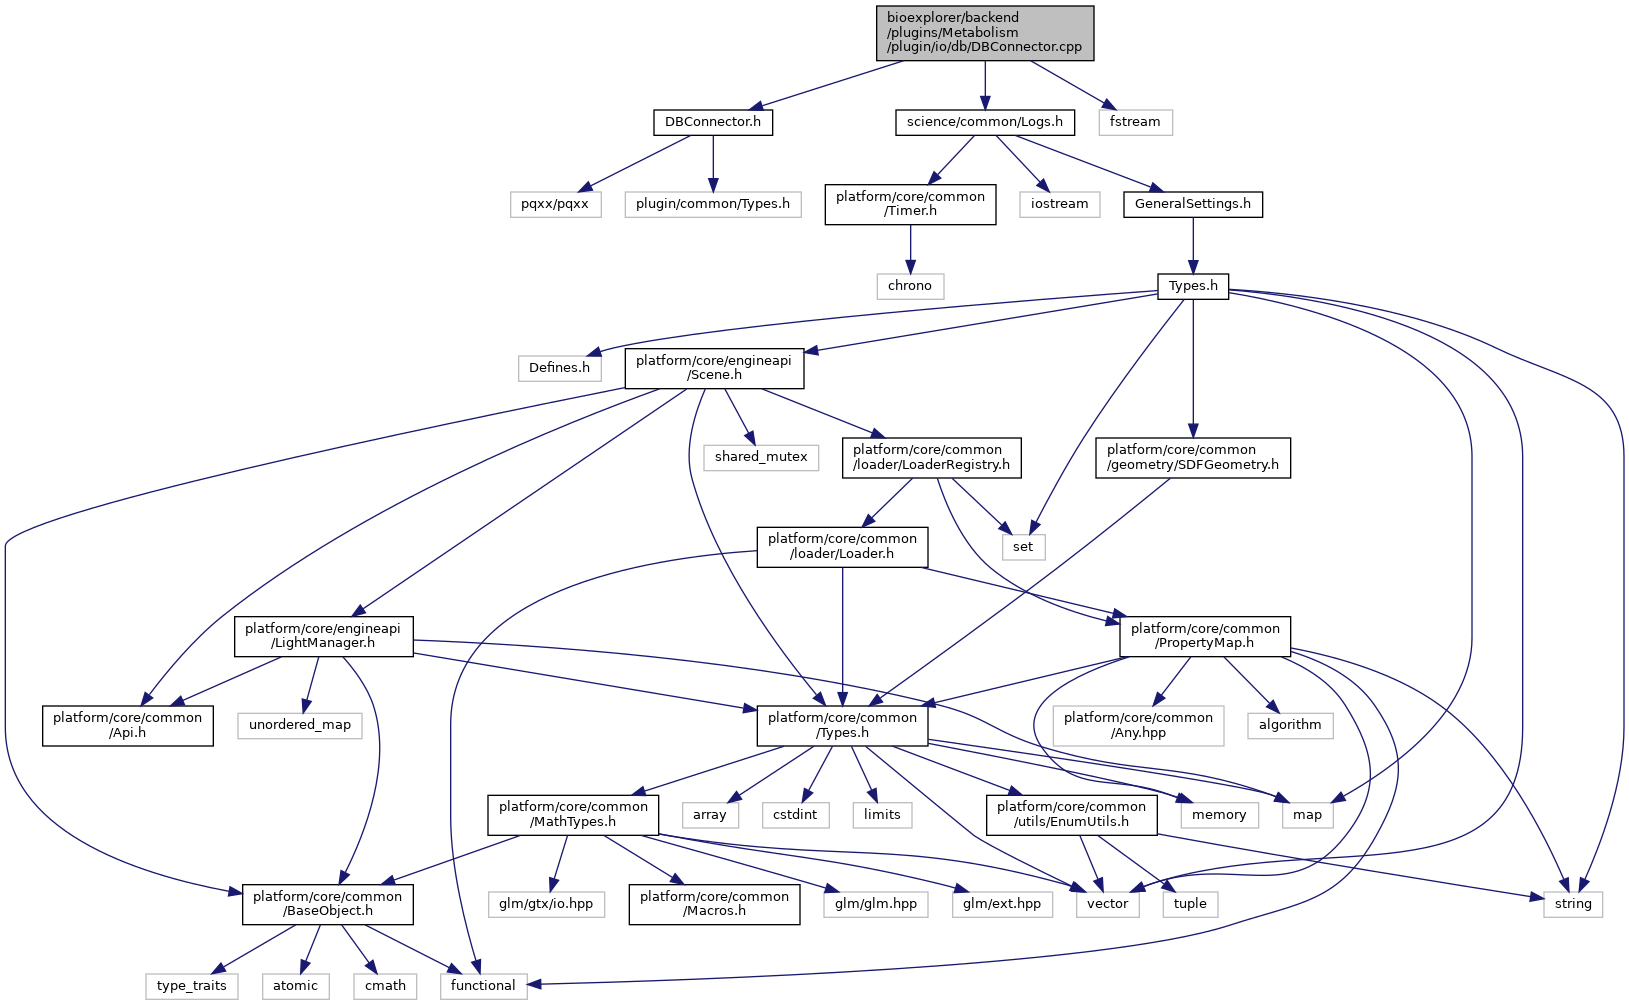 bioexplorer/backend
/plugins/Metabolism
/plugin/io/db/DBConnector.cpp
DBConnector.h
science/common/Logs.h
fstream
pqxx/pqxx
plugin/common/Types.h
platform/core/common
/Timer.h
iostream
GeneralSettings.h
chrono
Types.h
Defines.h
platform/core/engineapi
/Scene.h
shared_mutex
platform/core/common
/loader/LoaderRegistry.h
platform/core/common
/geometry/SDFGeometry.h
platform/core/common
/loader/Loader.h
set
platform/core/engineapi
/LightManager.h
platform/core/common
/PropertyMap.h
platform/core/common
/Api.h
unordered_map
platform/core/common
/Types.h
platform/core/common
/Any.hpp
algorithm
platform/core/common
/MathTypes.h
array
cstdint
limits
platform/core/common
/utils/EnumUtils.h
memory
map
platform/core/common
/BaseObject.h
glm/gtx/io.hpp
platform/core/common
/Macros.h
glm/glm.hpp
glm/ext.hpp
vector
tuple
string
type_traits
atomic
cmath
functional